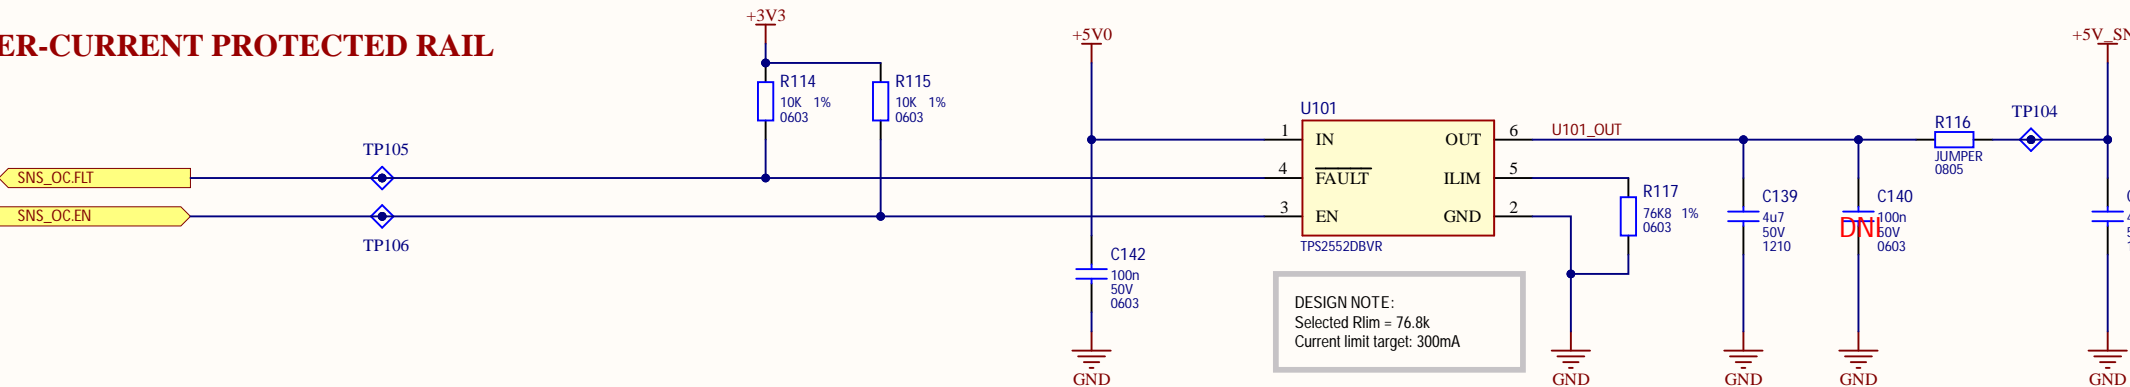 ER-CURRENT PROTECTED RAIL
+3V3
R114
10K 1%
0603
R115
10K 1%
0603
+5V0
TP105
SNS_OC.FLT
SNS_OC.EN
TP106
C142
100n
50V
0603
GND
U101
1 IN OUT 6
4 FAULT ILIM 5
3 EN GND 2
TPS2552DBVR
U101_OUT
R117
76K8 1%
0603
DESIGN NOTE:
Selected Rlim = 76.8k
Current limit target: 300mA
GND
C139
4u7
50V
1210
GND
C140
100n
50V
0603
DNI
GND
R116
JUMPER
0805
TP104
+5V_SN
GND